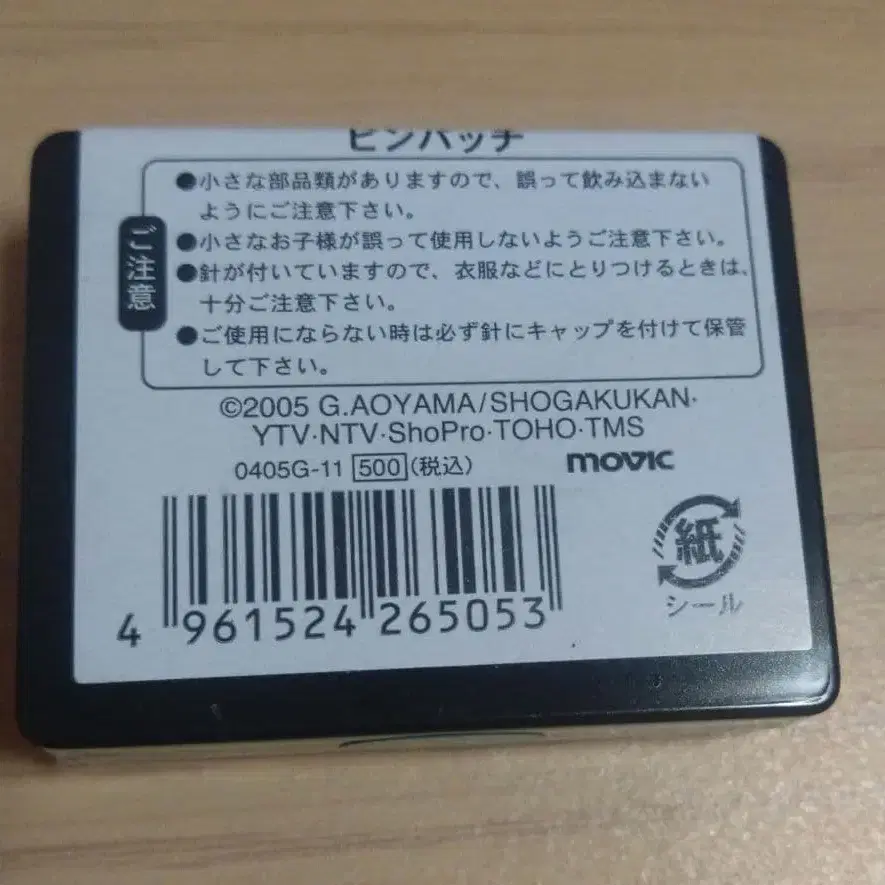 ピンバッチ
●小さな部品類がありますので、誤って飲み込まない
ようにご注意下さい。
●小さなお子様が誤って使用しないようご注意下さい。
ご注意
●針が付いていますので、衣服などにとりつけるときは、
十分ご注意下さい。
●ご使用にならない時は必ず針にキャップを付けて保管
して下さい。
©2005 G.AOYAMA/SHOGAKUKAN・
YTV・NTV・ShoPro・TOHO・TMS
0405G-11 500(税込)
movic
紙
シール
4 961524 265053